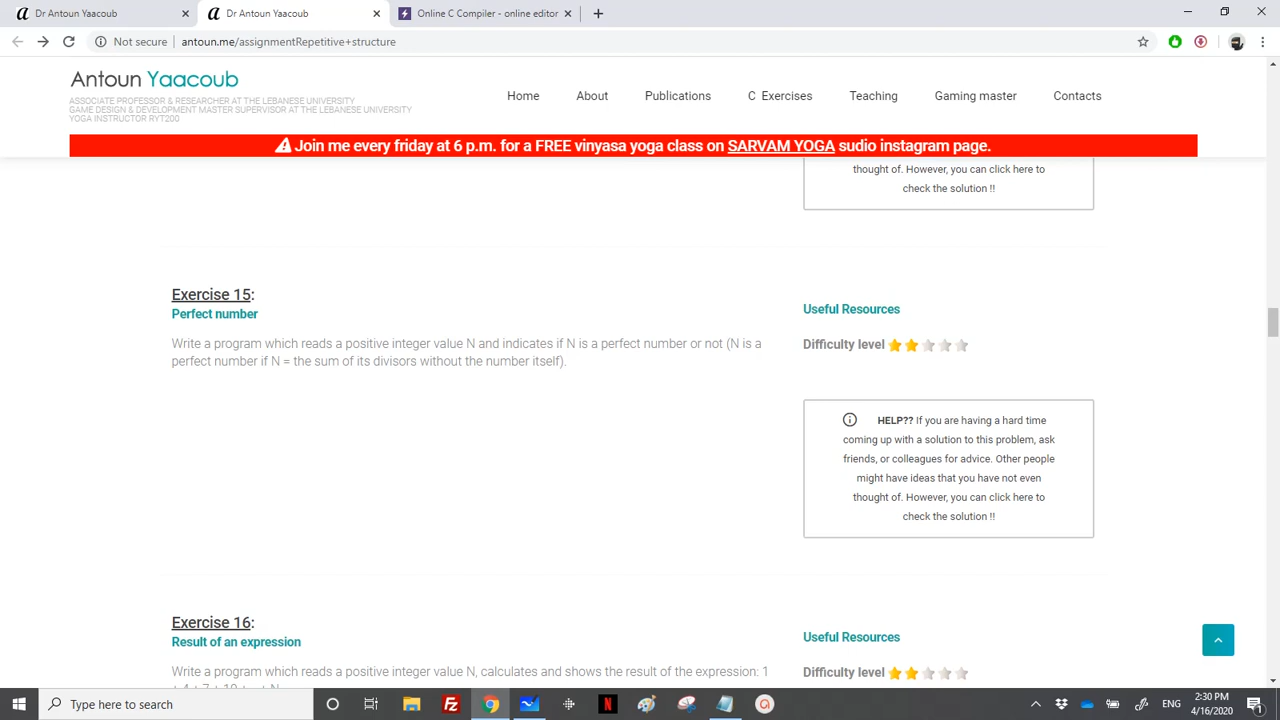 Dr Antoun Yaacoub
Dr Antoun Yaacoub
Online C Compiler - online editor
Not secure
antoun.me/assignmentRepetitive+structure
Antoun Yaacoub
ASSOCIATE PROFESSOR & RESEARCHER AT THE LEBANESE UNIVERSITY
GAME DESIGN & DEVELOPMENT MASTER SUPERVISOR AT THE LEBANESE UNIVERSITY
YOGA INSTRUCTOR RYT200
Home
About
Publications
C Exercises
Teaching
Gaming master
Contacts
Join me every friday at 6 p.m. for a FREE vinyasa yoga class on SARVAM YOGA sudio instagram page.
thought of. However, you can click here to
check the solution !!
Exercise 15:
Perfect number
Write a program which reads a positive integer value N and indicates if N is a perfect number or not (N is a
perfect number if N = the sum of its divisors without the number itself).
Useful Resources
Difficulty level
HELP?? If you are having a hard time
coming up with a solution to this problem, ask
friends, or colleagues for advice. Other people
might have ideas that you have not even
thought of. However, you can click here to
check the solution !!
Exercise 16:
Result of an expression
Write a program which reads a positive integer value N, calculates and shows the result of the expression: 1
Useful Resources
Difficulty level
Type here to search
ENG
2:30 PM
4/16/2020